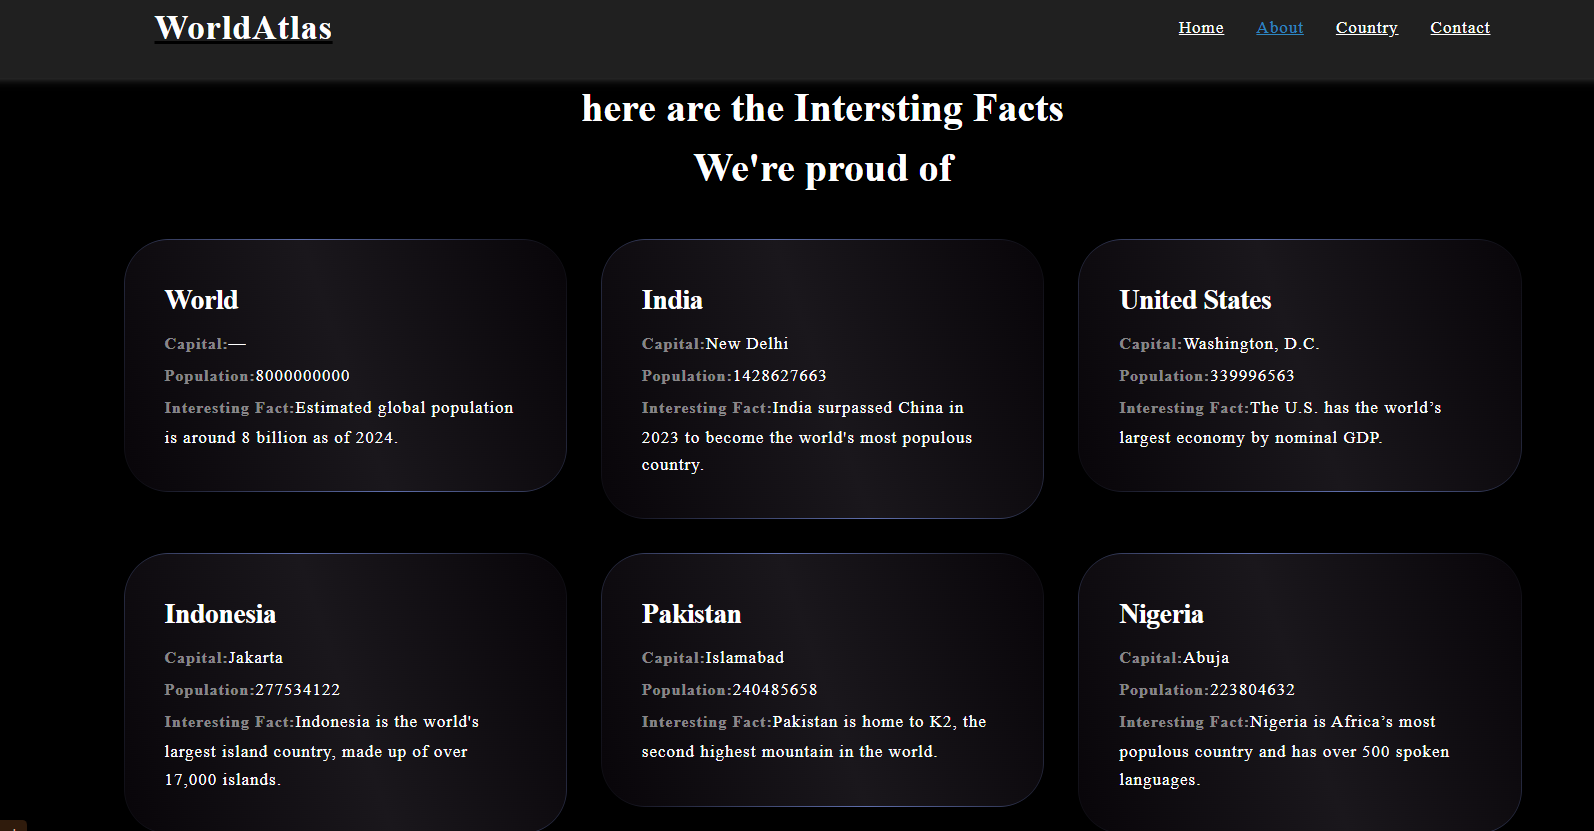 WorldAtlas
Home About Country Contact
here are the Intersting Facts
We're proud of
World
Capital:—
Population:8000000000
Interesting Fact:Estimated global population
is around 8 billion as of 2024.
India
Capital:New Delhi
Population:1428627663
Interesting Fact:India surpassed China in
2023 to become the world's most populous
country.
United States
Capital:Washington, D.C.
Population:339996563
Interesting Fact:The U.S. has the world’s
largest economy by nominal GDP.
Indonesia
Capital:Jakarta
Population:277534122
Interesting Fact:Indonesia is the world's
largest island country, made up of over
17,000 islands.
Pakistan
Capital:Islamabad
Population:240485658
Interesting Fact:Pakistan is home to K2, the
second highest mountain in the world.
Nigeria
Capital:Abuja
Population:223804632
Interesting Fact:Nigeria is Africa’s most
populous country and has over 500 spoken
languages.